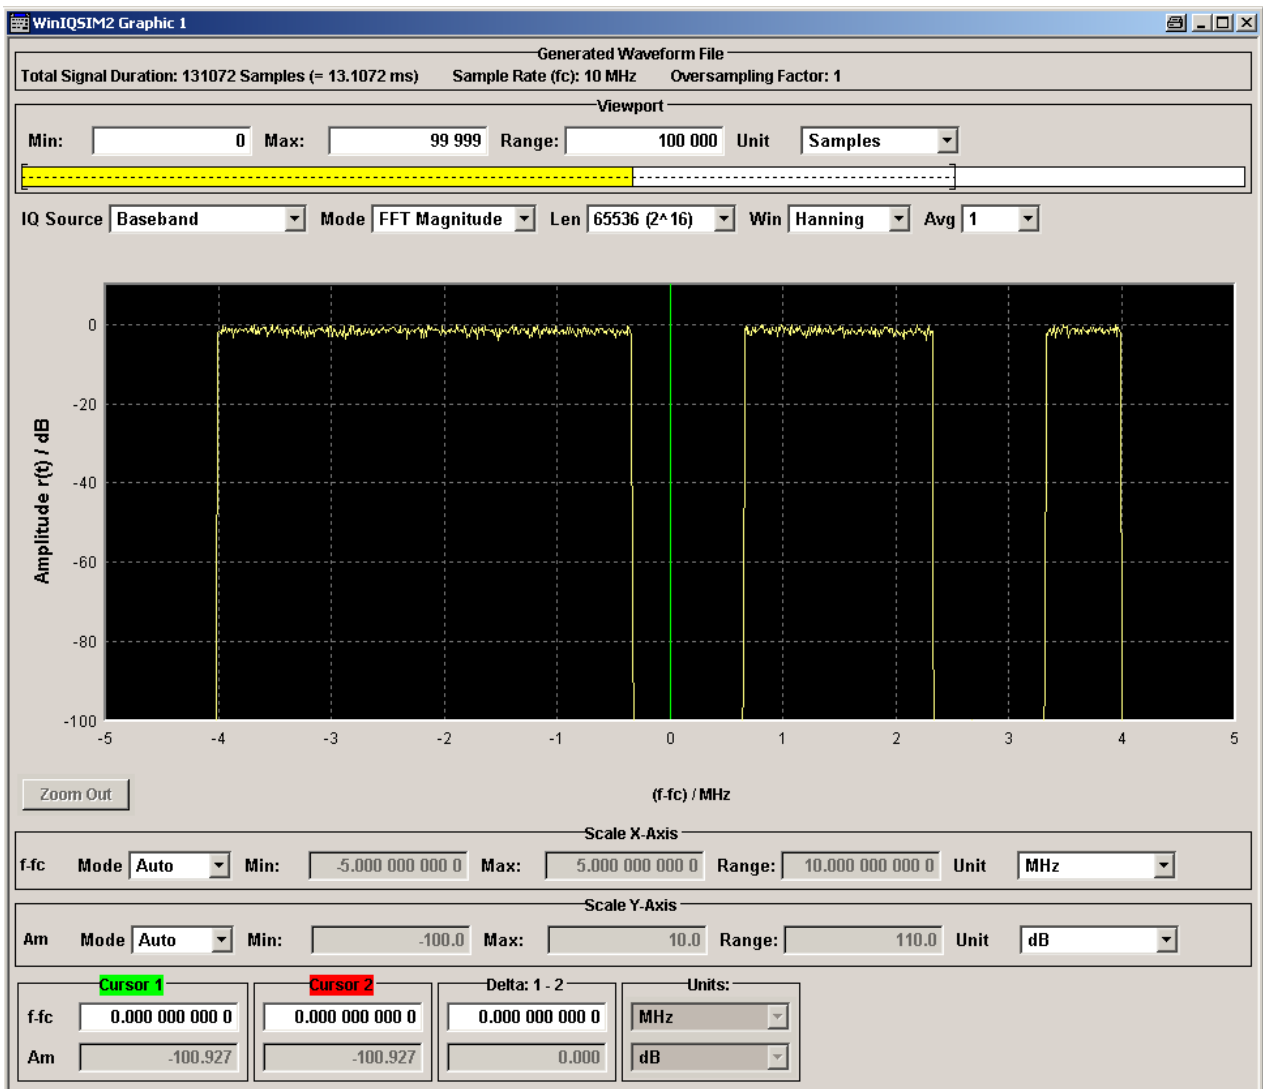 WinIQSIM2 Graphic 1
Generated Waveform File
Total Signal Duration: 131072 Samples (= 13.1072 ms) Sample Rate (fc): 10 MHz Oversampling Factor: 1
Viewport
Min: 0 Max: 99 999 Range: 100 000 Unit Samples
IQ Source Baseband Mode FFT Magnitude Len 65536 (2^16) Win Hanning Avg 1
0
-20
-40
-60
-80
-100
Amplitude r(t) / dB
-5 -4 -3 -2 -1 0 1 2 3 4 5
Zoom Out (f-fc) / MHz
Scale X-Axis
f-fc Mode Auto Min: -5.000 000 000 0 Max: 5.000 000 000 0 Range: 10.000 000 000 0 Unit MHz
Scale Y-Axis
Am Mode Auto Min: -100.0 Max: 10.0 Range: 110.0 Unit dB
Cursor 1 Cursor 2 Delta: 1 - 2 Units:
f-fc 0.000 000 000 0 0.000 000 000 0 0.000 000 000 0 MHz
Am -100.927 -100.927 0.000 dB